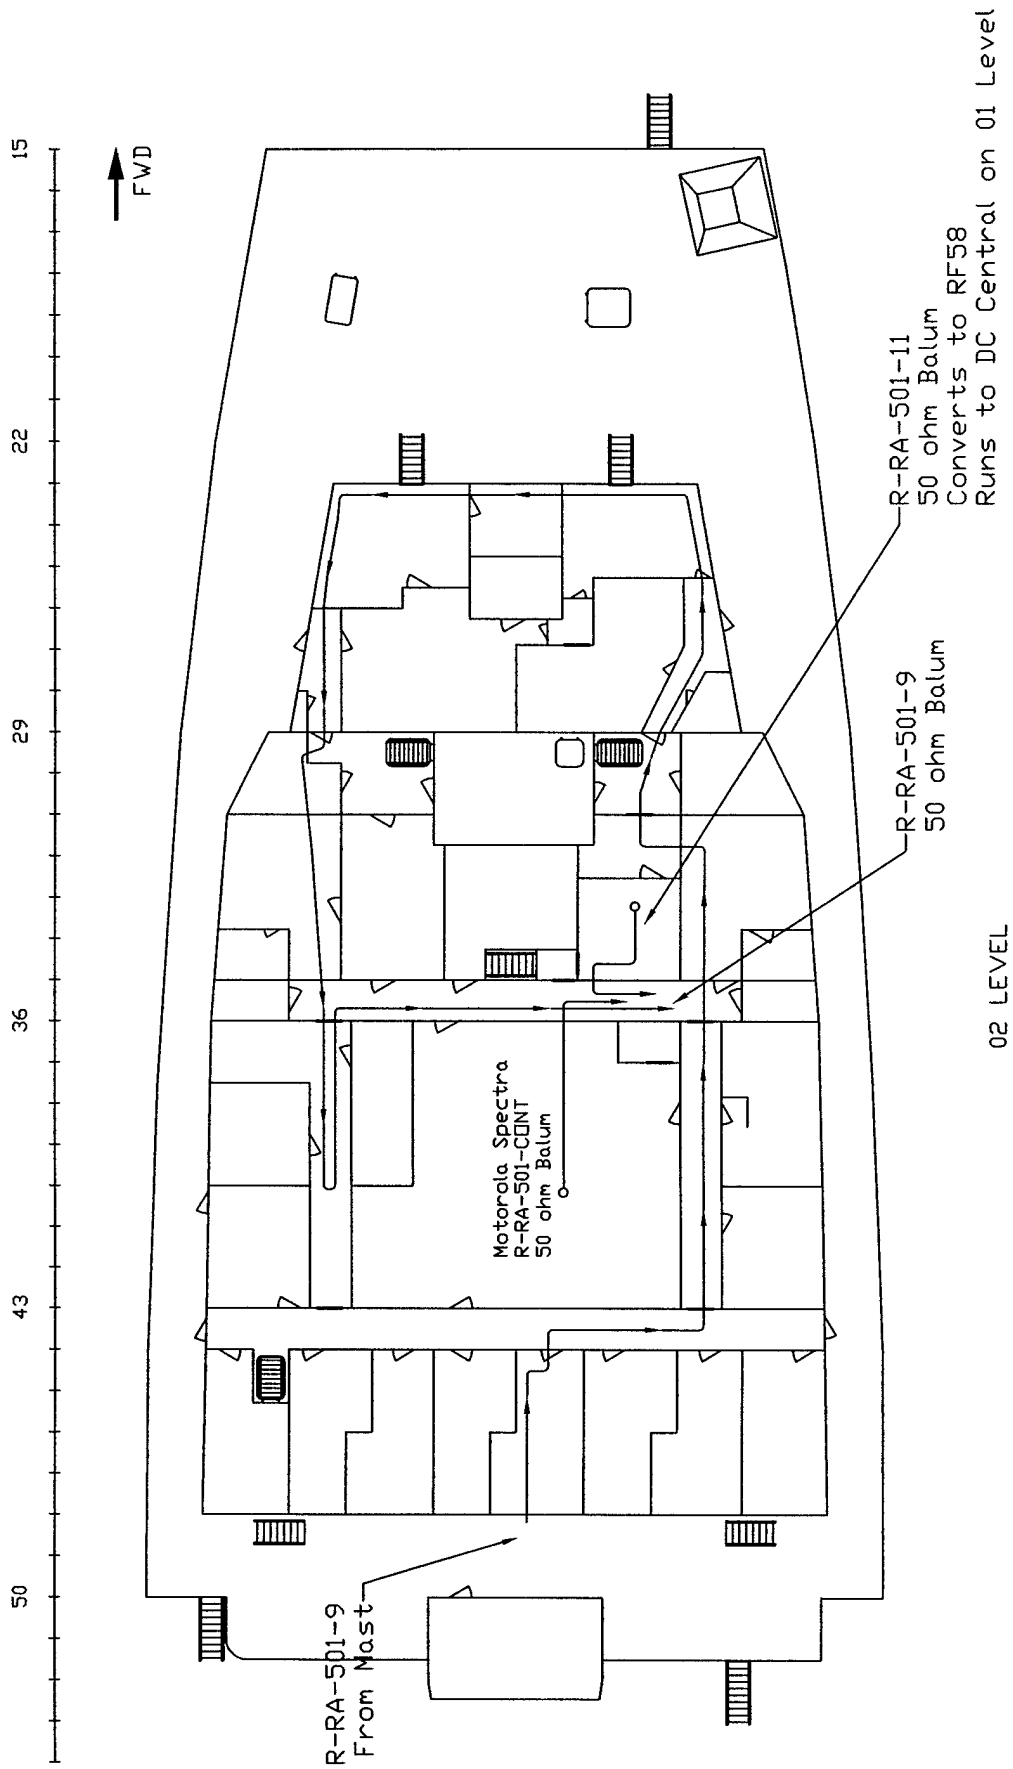 50
43
36
29
22
15
FWD
R-RA-501-9
From Mast
Motorola Spectra
R-RA-501-CONT
50 ohm Balum
R-RA-501-9
50 ohm Balum
R-RA-501-11
50 ohm Balum
Converts to RF58
Runs to DC Central on 01 Level
02 LEVEL